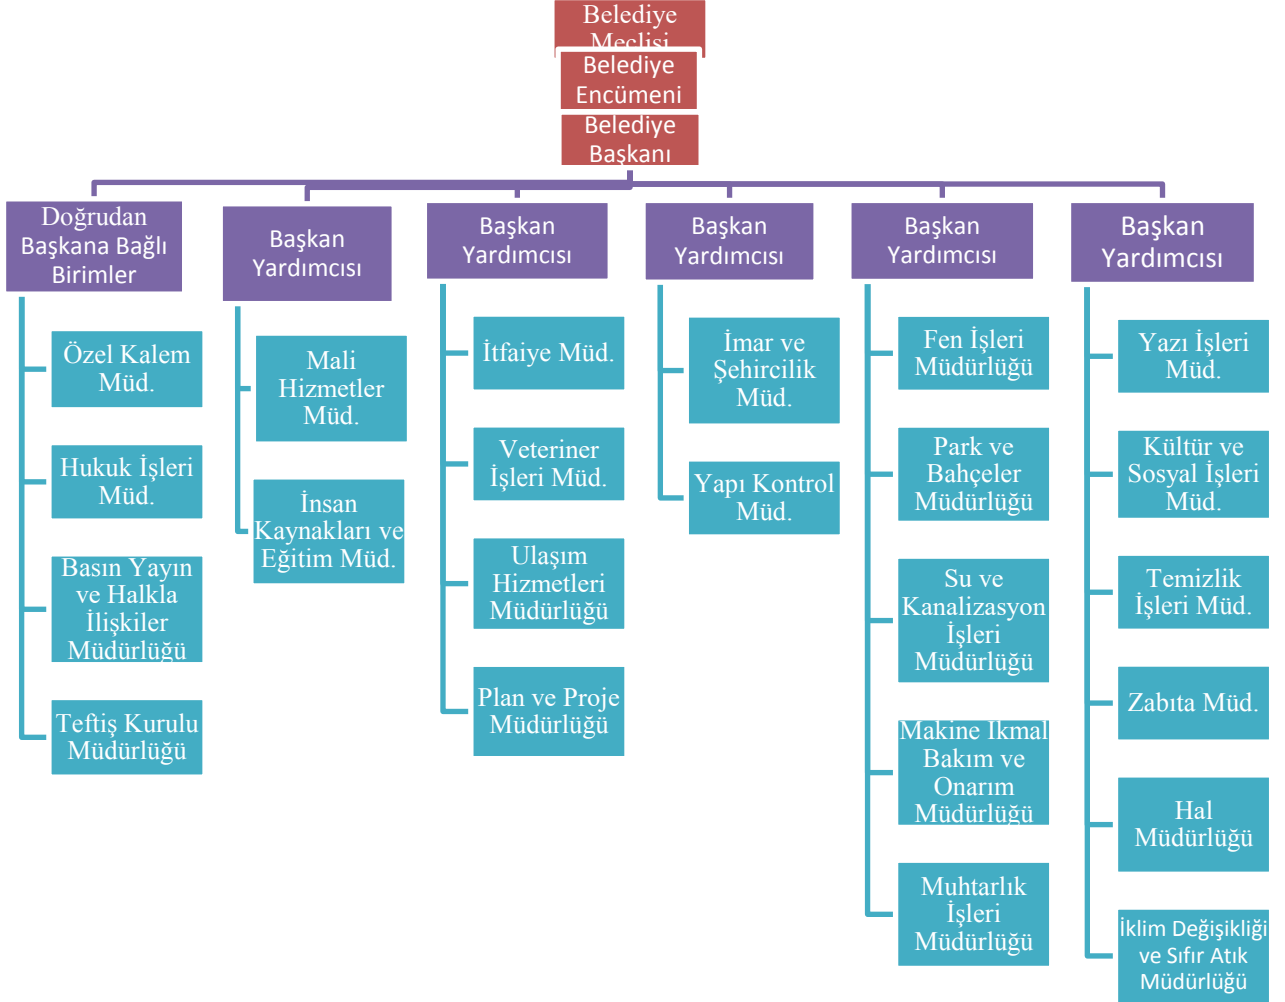 Belediye
Meclisi
Belediye
Encümeni
Belediye
Başkanı
Doğrudan
Başkana Bağlı
Birimler
Özel Kalem
Müd.
Hukuk İşleri
Müd.
Basın Yayın
ve Halkla
İlişkiler
Müdürlüğü
Teftiş Kurulu
Müdürlüğü
Başkan
Yardımcısı
Mali
Hizmetler
Müd.
İnsan
Kaynakları ve
Eğitim Müd.
Başkan
Yardımcısı
İtfaiye Müd.
Veteriner
İşleri Müd.
Ulaşım
Hizmetleri
Müdürlüğü
Plan ve Proje
Müdürlüğü
Başkan
Yardımcısı
İmar ve
Şehircilik
Müd.
Yapı Kontrol
Müd.
Başkan
Yardımcısı
Fen İşleri
Müdürlüğü
Park ve
Bahçeler
Müdürlüğü
Su ve
Kanalizasyon
İşleri
Müdürlüğü
Makine İkmal
Bakım ve
Onarım
Müdürlüğü
Muhtarlık
İşleri
Müdürlüğü
Başkan
Yardımcısı
Yazı İşleri
Müd.
Kültür ve
Sosyal İşleri
Müd.
Temizlik
İşleri Müd.
Zabıta Müd.
Hal
Müdürlüğü
İklim Değişikliği
ve Sıfır Atık
Müdürlüğü